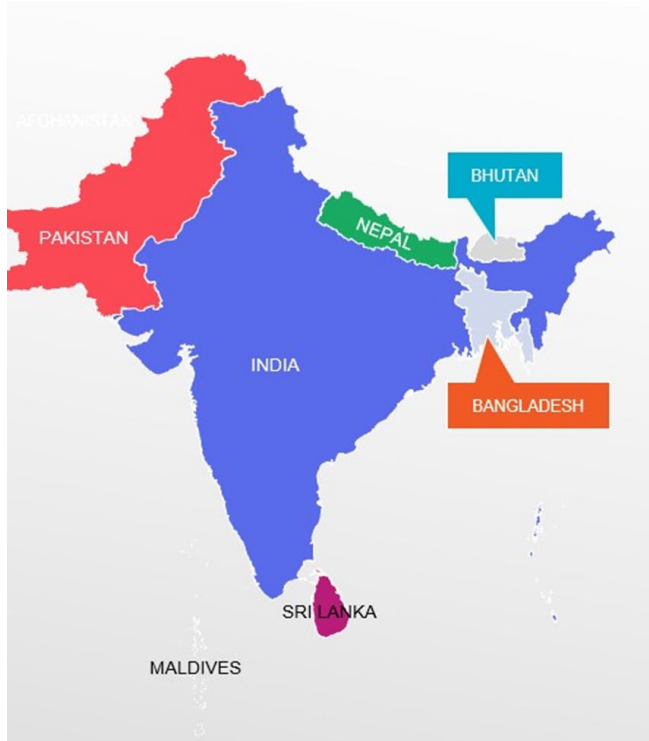 AFGHANISTAN
BHUTAN
PAKISTAN
NEPAL
INDIA
BANGLADESH
SRI LANKA
MALDIVES